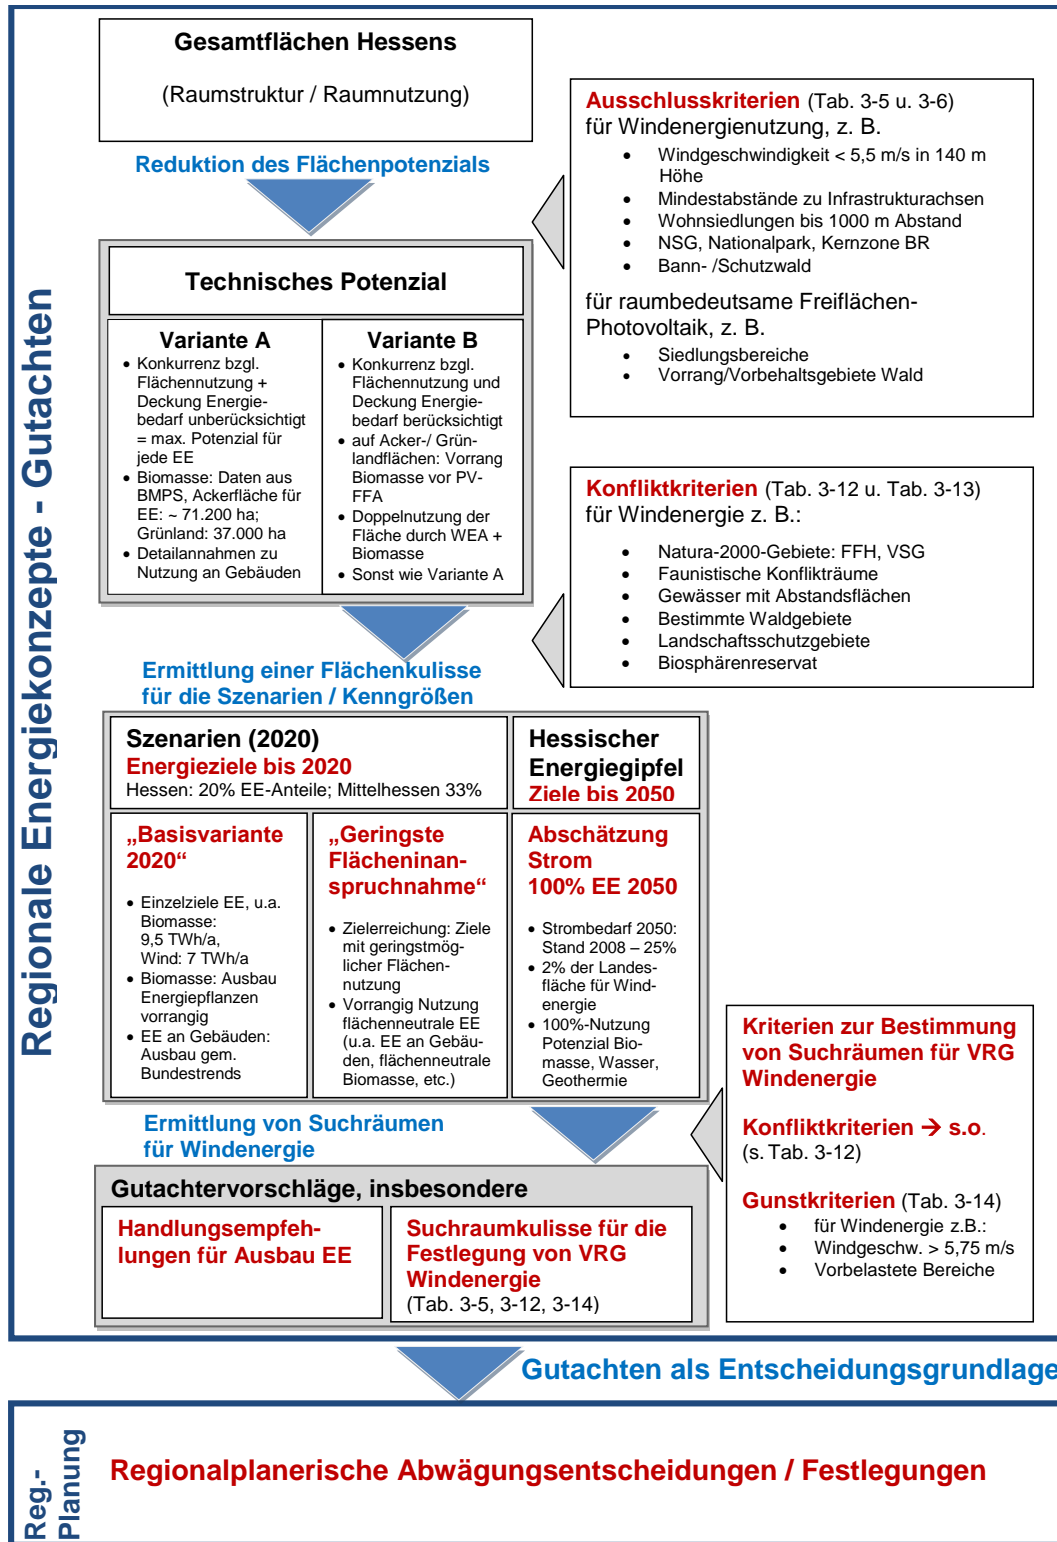 Regionale Energiekonzepte - Gutachten
Gesamtflächen Hessens
(Raumstruktur / Raumnutzung)
Reduktion des Flächenpotenzials
Ausschlusskriterien (Tab. 3-5 u. 3-6)
für Windenergienutzung, z. B.
• Windgeschwindigkeit < 5,5 m/s in 140 m
Höhe
• Mindestabstände zu Infrastrukturachsen
• Wohnsiedlungen bis 1000 m Abstand
• NSG, Nationalpark, Kernzone BR
• Bann- /Schutzwald
für raumbedeutsame Freiflächen-
Photovoltaik, z. B.
• Siedlungsbereiche
• Vorrang/Vorbehaltsgebiete Wald
Technisches Potenzial
Variante A
• Konkurrenz bzgl.
Flächennutzung +
Deckung Energie-
bedarf unberücksichtigt
= max. Potenzial für
jede EE
• Biomasse: Daten aus
BMPS, Ackerfläche für
EE: ~ 71.200 ha;
Grünland: 37.000 ha
• Detailannahmen zu
Nutzung an Gebäuden
Variante B
• Konkurrenz bzgl.
Flächennutzung und
Deckung Energie-
bedarf berücksichtigt
• auf Acker-/ Grün-
landflächen: Vorrang
Biomasse vor PV-
FFA
• Doppelnutzung der
Fläche durch WEA +
Biomasse
• Sonst wie Variante A
Konfliktkriterien (Tab. 3-12 u. Tab. 3-13)
für Windenergie z. B.:
• Natura-2000-Gebiete: FFH, VSG
• Faunistische Konflikträume
• Gewässer mit Abstandsflächen
• Bestimmte Waldgebiete
• Landschaftsschutzgebiete
• Biosphärenreservat
Ermittlung einer Flächenkulisse
für die Szenarien / Kenngrößen
Szenarien (2020)
Energieziele bis 2020
Hessen: 20% EE-Anteile; Mittelhessen 33%
Hessischer
Energiegipfel
Ziele bis 2050
„Basisvariante
2020“
• Einzelziele EE, u.a.
Biomasse:
9,5 TWh/a,
Wind: 7 TWh/a
• Biomasse: Ausbau
Energiepflanzen
vorrangig
• EE an Gebäuden:
Ausbau gem.
Bundestrends
„Geringste
Flächeninan-
spruchnahme“
• Zielerreichung: Ziele
mit geringstmög-
licher Flächen-
nutzung
• Vorrangig Nutzung
flächenneutrale EE
(u.a. EE an Gebäu-
den, flächenneutrale
Biomasse, etc.)
Abschätzung
Strom
100% EE 2050
• Strombedarf 2050:
Stand 2008 – 25%
• 2% der Landes-
fläche für Wind-
energie
• 100%-Nutzung
Potenzial Bio-
masse, Wasser,
Geothermie
Kriterien zur Bestimmung
von Suchräumen für VRG
Windenergie
Konfliktkriterien → s.o.
(s. Tab. 3-12)
Gunstkriterien (Tab. 3-14)
• für Windenergie z.B.:
• Windgeschw. > 5,75 m/s
• Vorbelastete Bereiche
Ermittlung von Suchräumen
für Windenergie
Gutachtervorschläge, insbesondere
Handlungsempfeh-
lungen für Ausbau EE
Suchraumkulisse für die
Festlegung von VRG
Windenergie
(Tab. 3-5, 3-12, 3-14)
Gutachten als Entscheidungsgrundlage
Reg.-
Planung
Regionalplanerische Abwägungsentscheidungen / Festlegungen